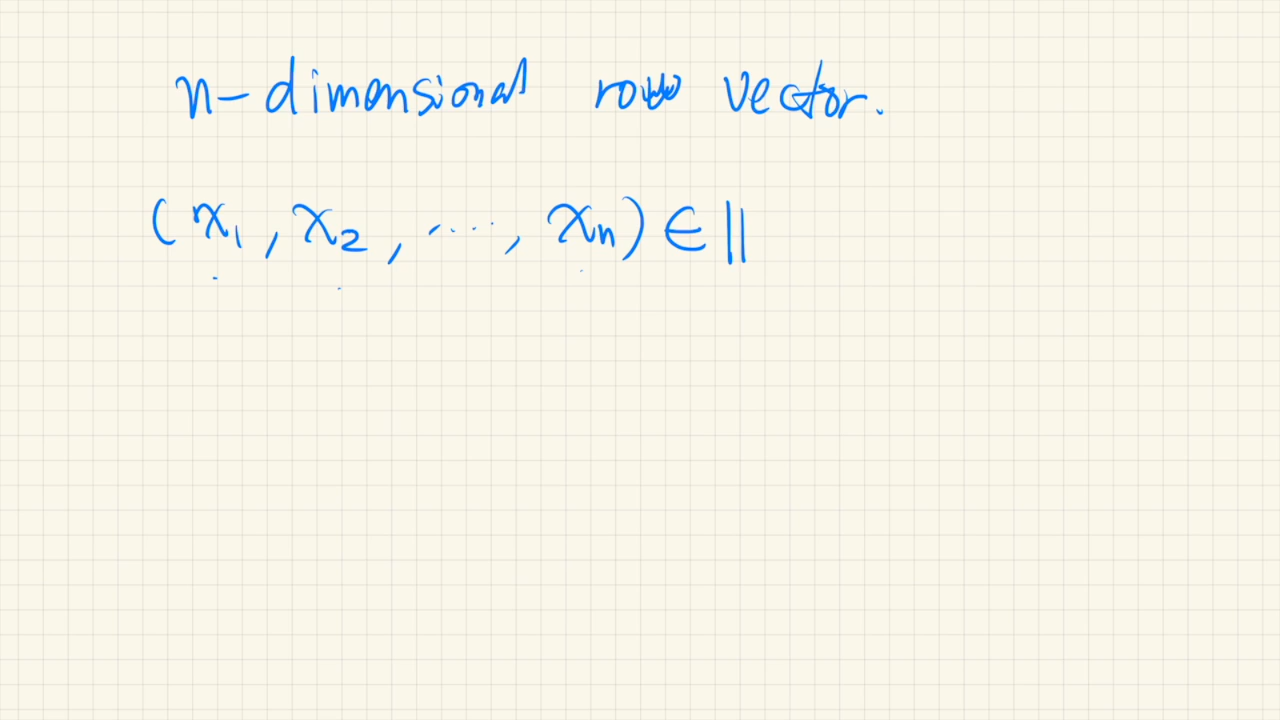 n-dimensional row vector.
(x₁, x₂, ..., xₙ) ∈ ||